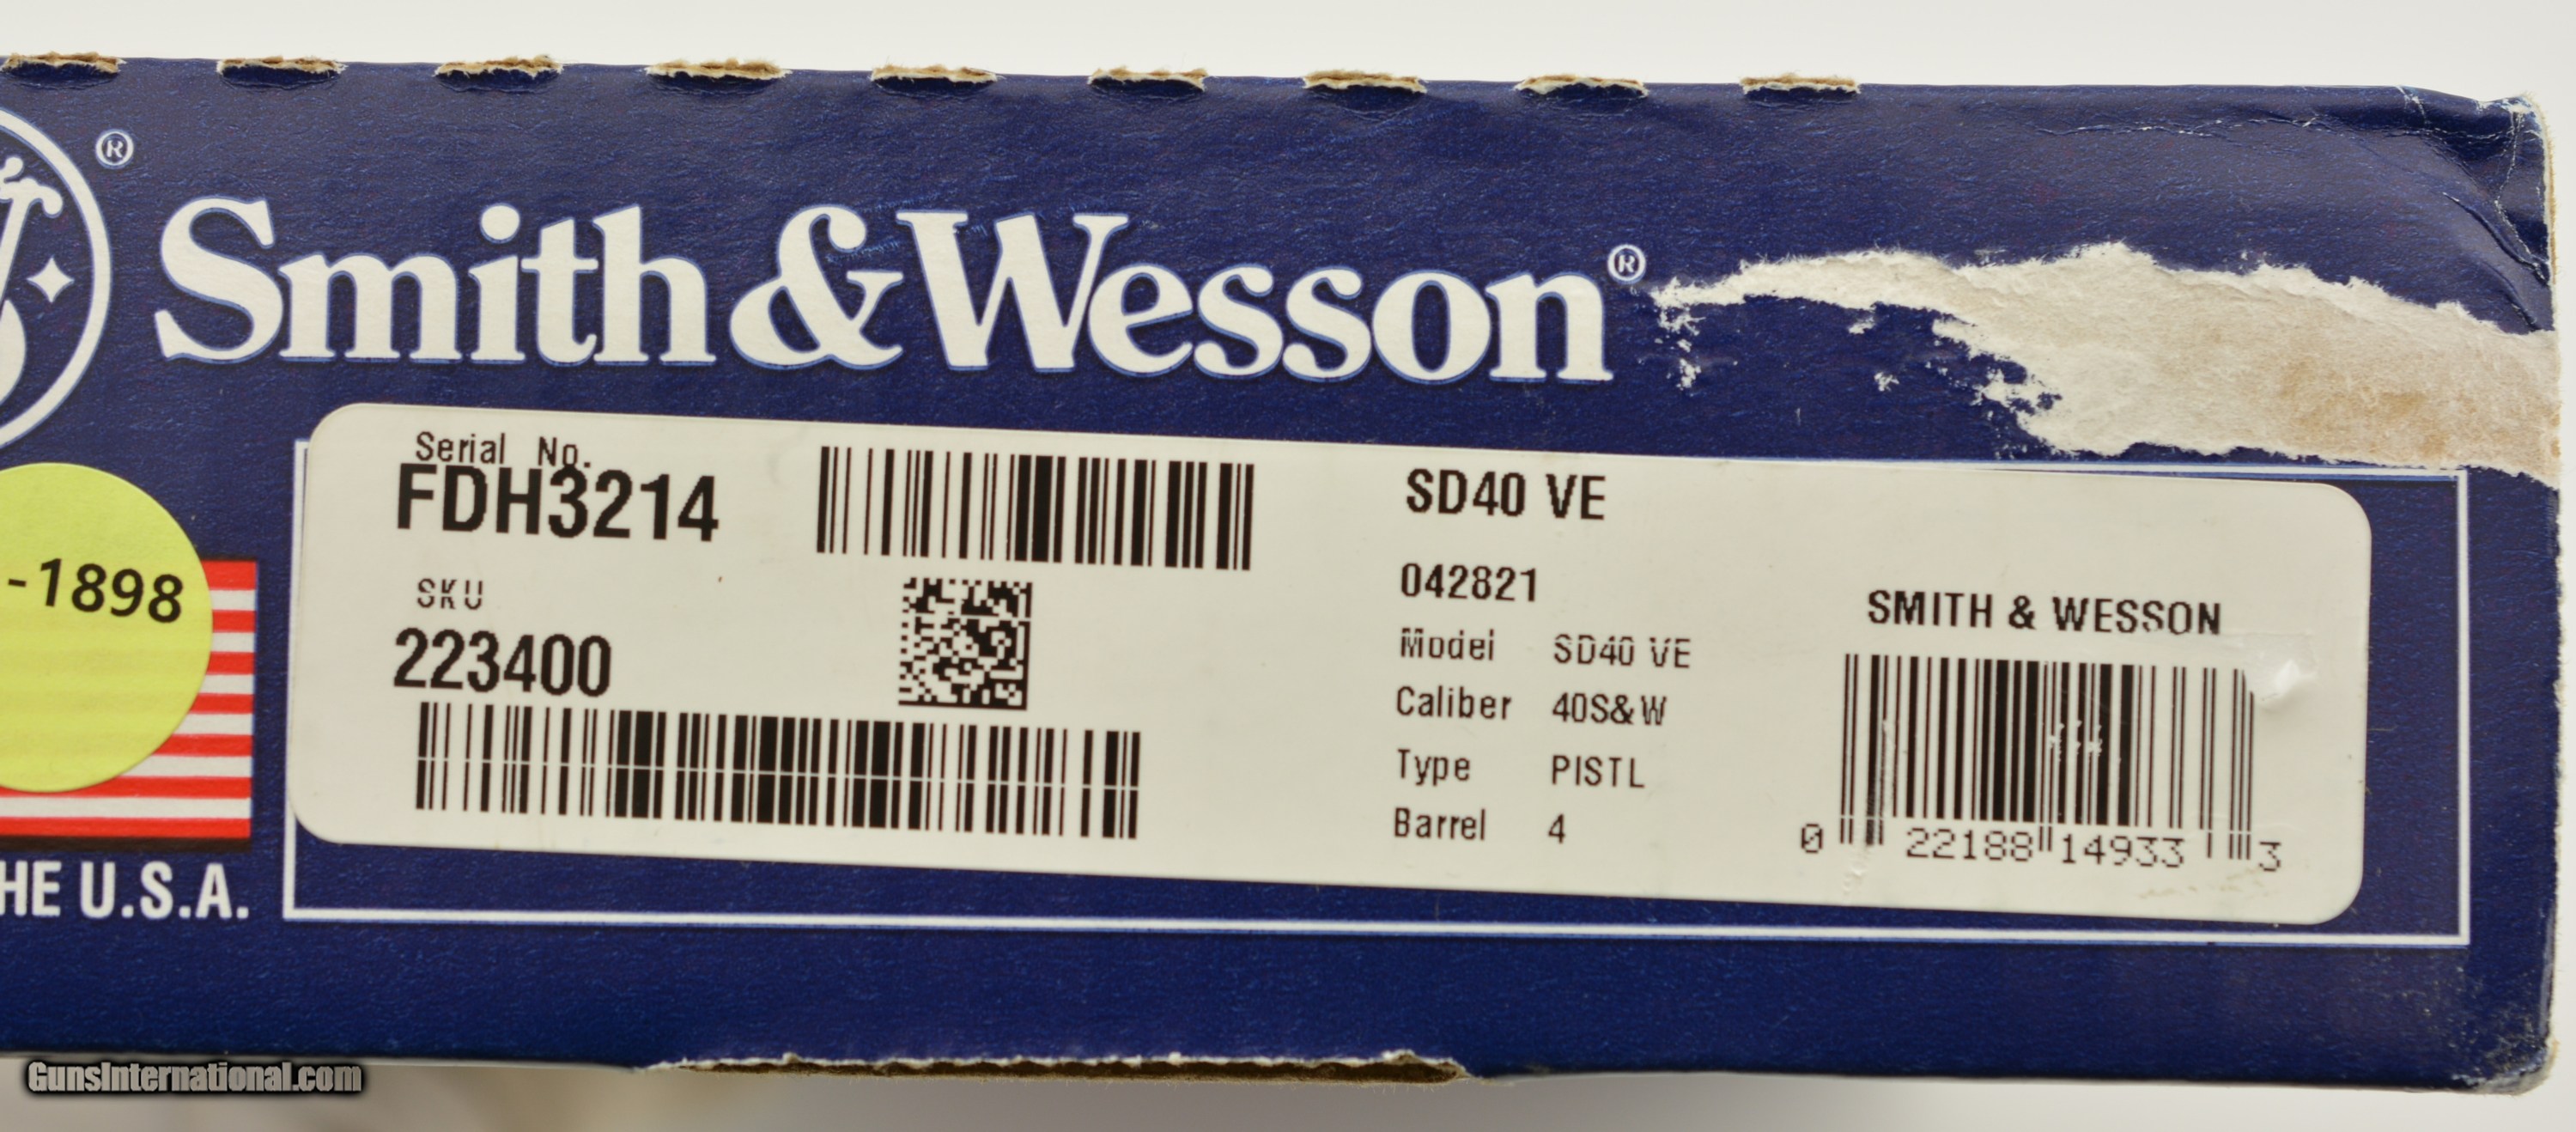 ®
Smith & Wesson®
Serial No.
FDH3214
SKU
223400
-1898
HE U.S.A.
SD40 VE
042821
Model SD40 VE
Caliber 40S&W
Type PISTL
Barrel 4
SMITH & WESSON
0 22188 14933 3
GunsInternational.com